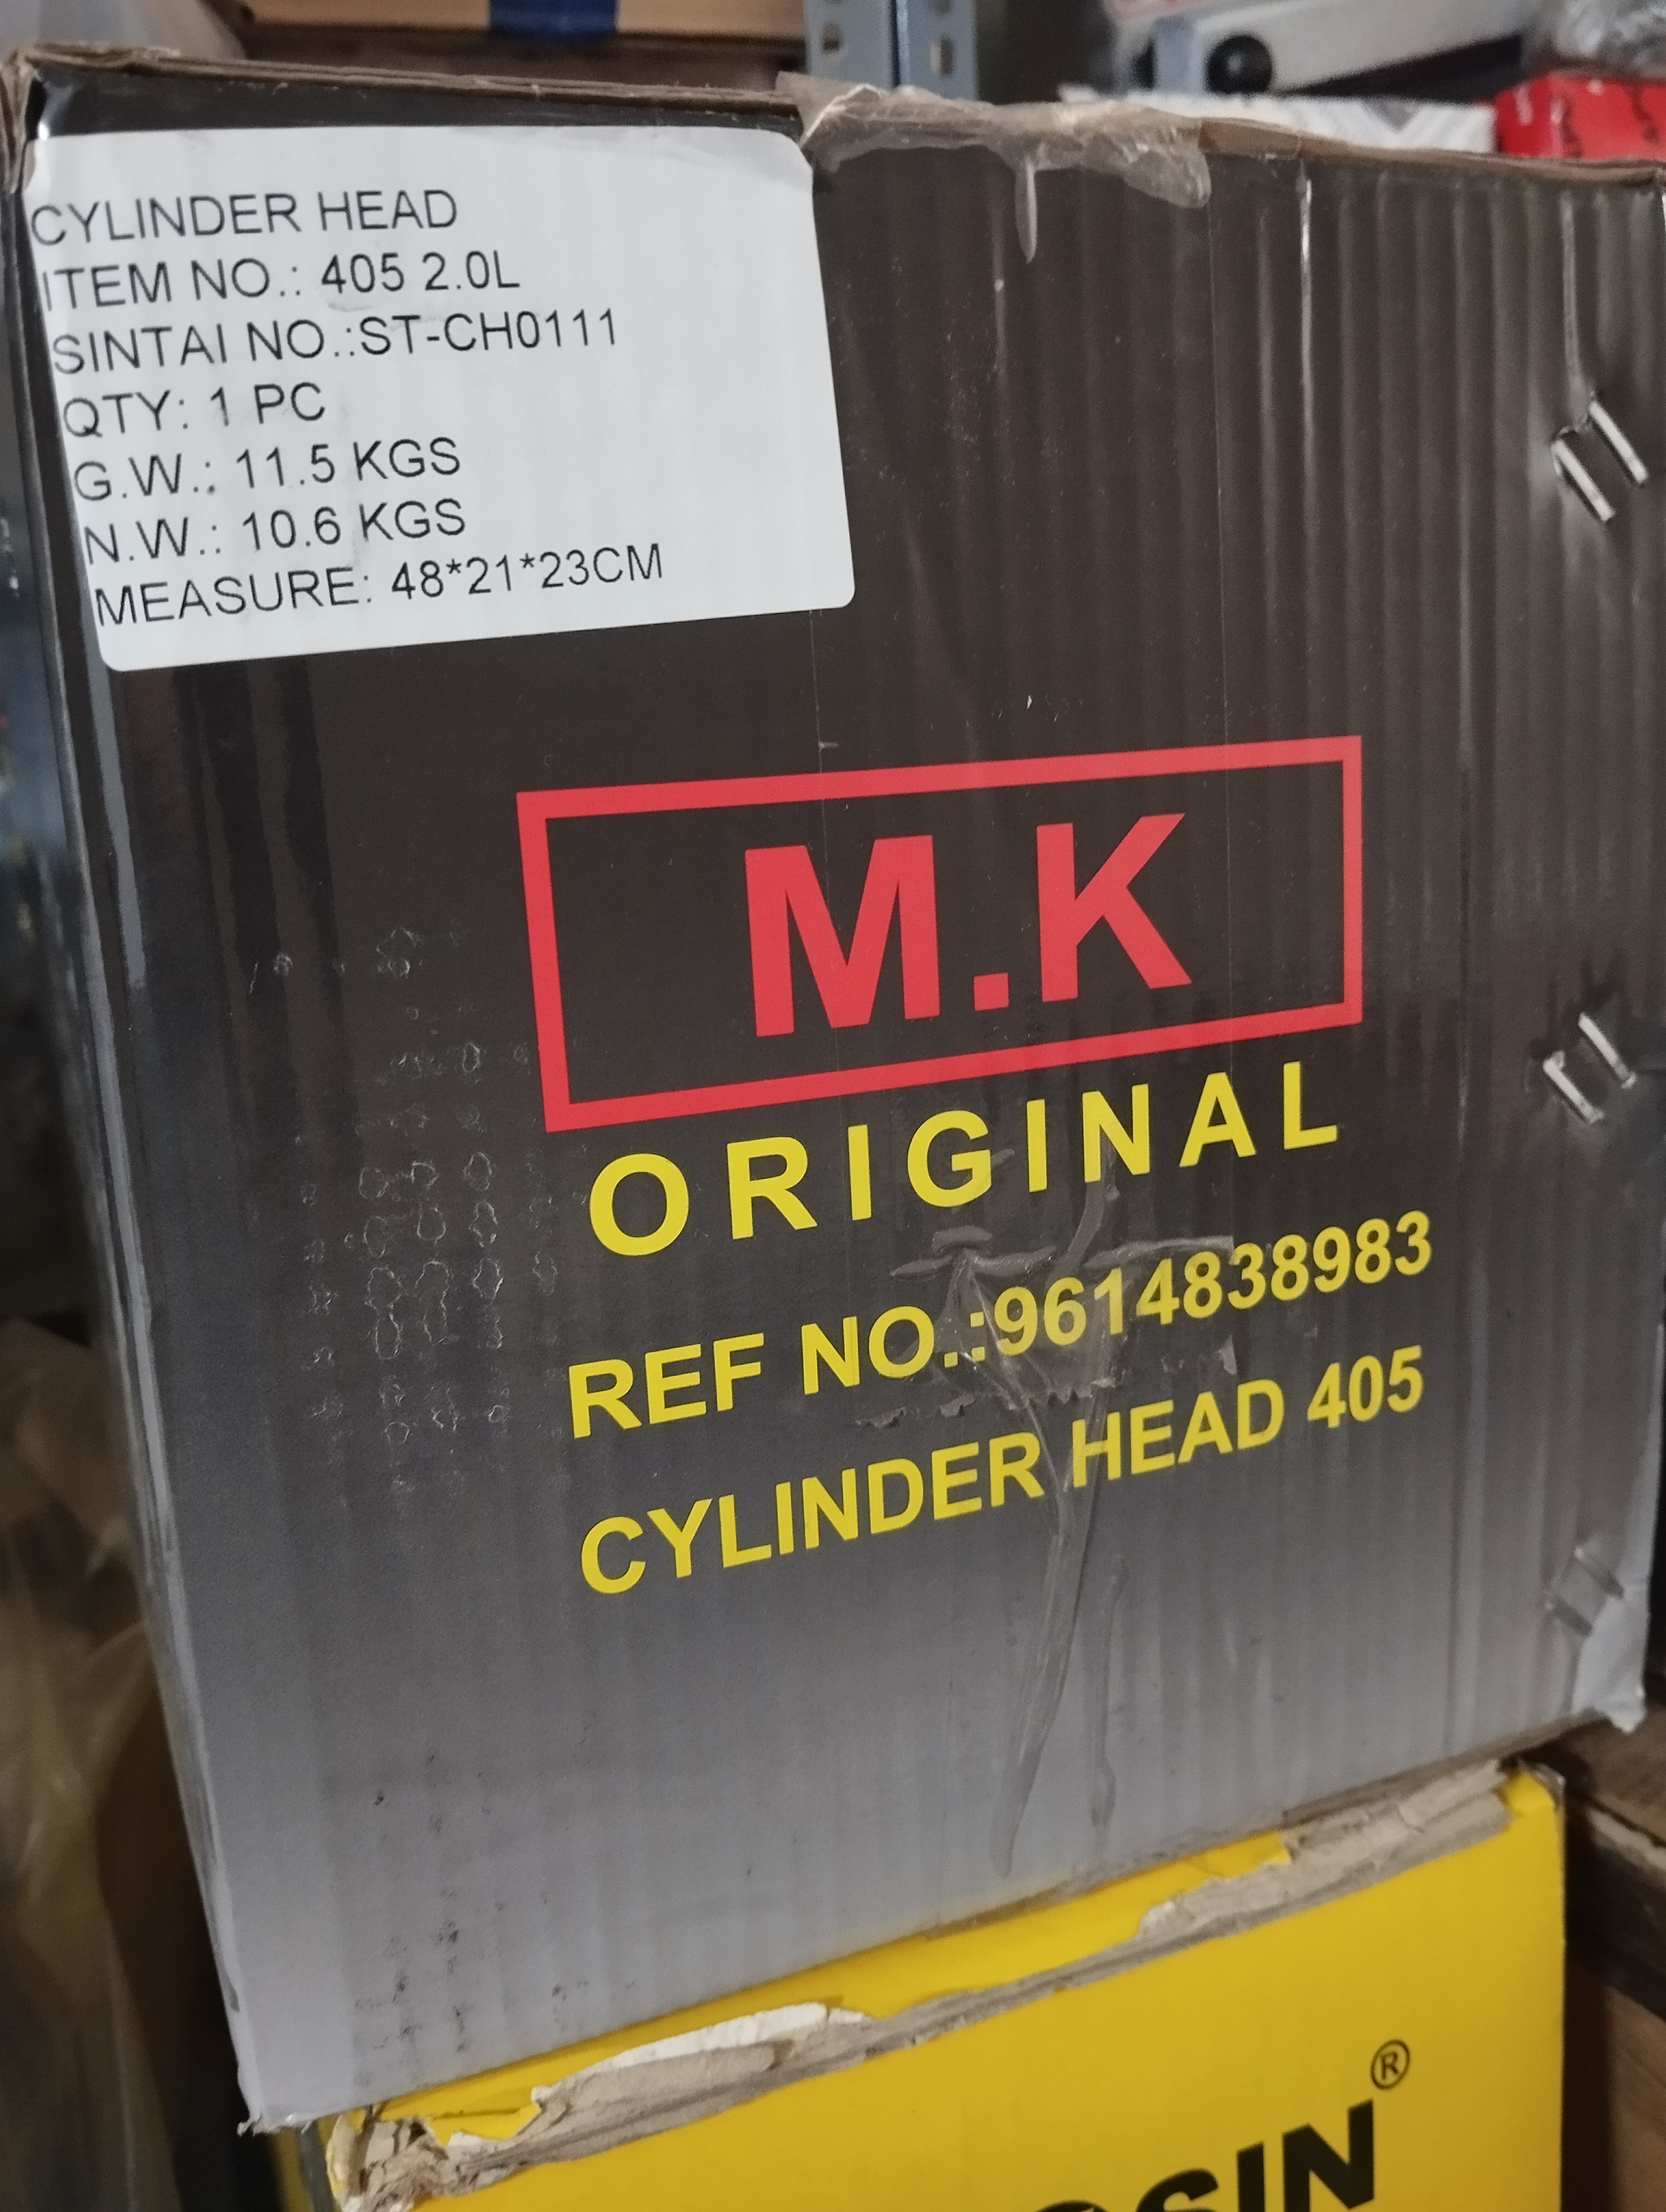 CYLINDER HEAD
ITEM NO.: 405 2.0L
SINTAI NO.:ST-CH0111
QTY: 1 PC
G.W.: 11.5 KGS
N.W.: 10.6 KGS
MEASURE: 48*21*23CM
M.K
ORIGINAL
REF NO.:9614838983
CYLINDER HEAD 405
®